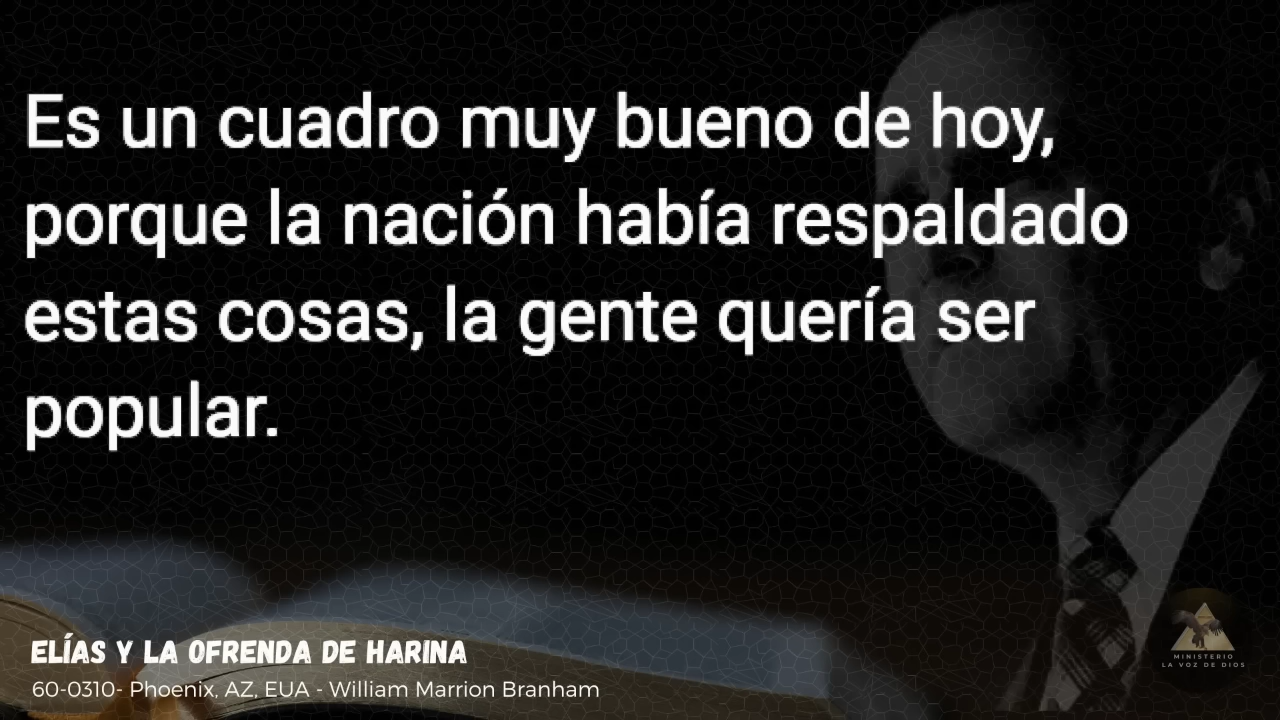 Es un cuadro muy bueno de hoy,
porque la nación había respaldado
estas cosas, la gente quería ser
popular.
ELÍAS Y LA OFRENDA DE HARINA
60-0310- Phoenix, AZ, EUA - William Marrion Branham
MINISTERIO
LA VOZ DE DIOS